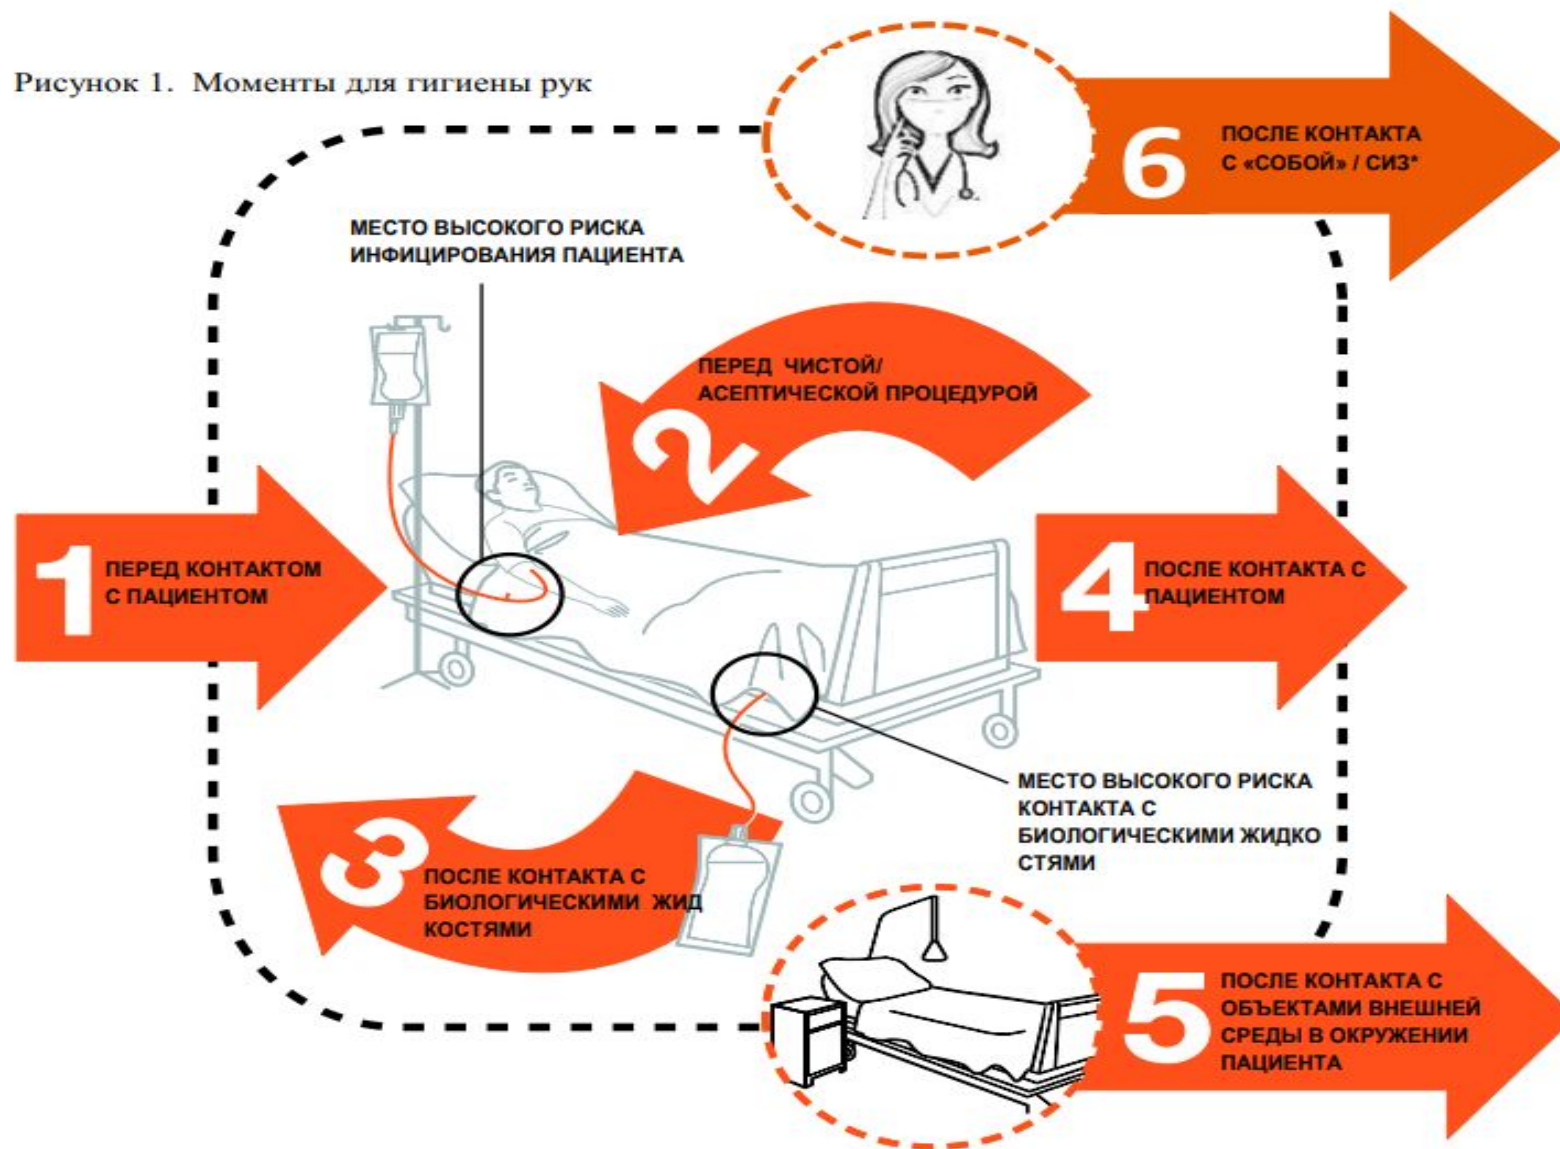 Рисунок 1. Моменты для гигиены рук
6
ПОСЛЕ КОНТАКТА
С «СОБОЙ» / СИЗ*
МЕСТО ВЫСОКОГО РИСКА
ИНФИЦИРОВАНИЯ ПАЦИЕНТА
2
ПЕРЕД ЧИСТОЙ/
АСЕПТИЧЕСКОЙ ПРОЦЕДУРОЙ
1
ПЕРЕД КОНТАКТОМ
С ПАЦИЕНТОМ
4
ПОСЛЕ КОНТАКТА С
ПАЦИЕНТОМ
МЕСТО ВЫСОКОГО РИСКА
КОНТАКТА С
БИОЛОГИЧЕСКИМИ ЖИДКО
СТЯМИ
3
ПОСЛЕ КОНТАКТА С
БИОЛОГИЧЕСКИМИ ЖИД
КОСТЯМИ
5
ПОСЛЕ КОНТАКТА С
ОБЪЕКТАМИ ВНЕШНЕЙ
СРЕДЫ В ОКРУЖЕНИИ
ПАЦИЕНТА